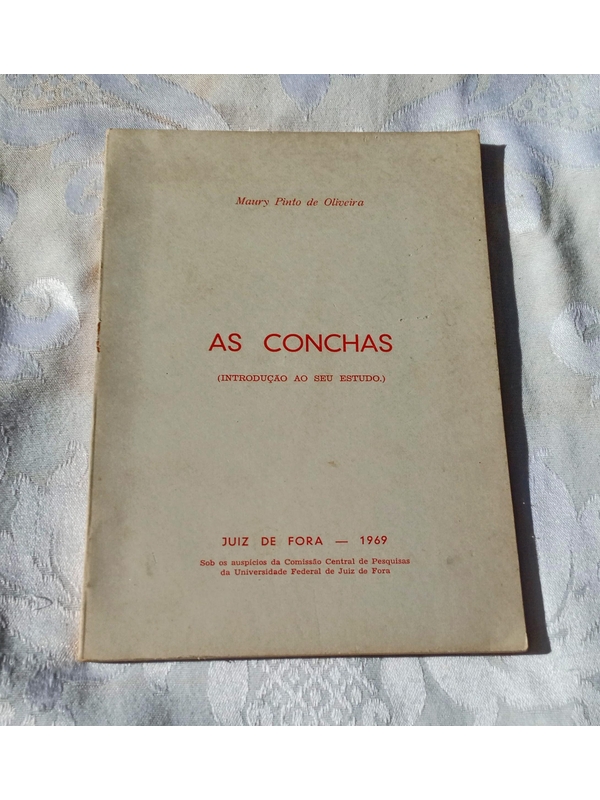 Maury Pinto de Oliveira
AS CONCHAS
(INTRODUÇÃO AO SEU ESTUDO.)
JUIZ DE FORA — 1969
Sob os auspícios da Comissão Central de Pesquisas
da Universidade Federal de Juiz de Fora